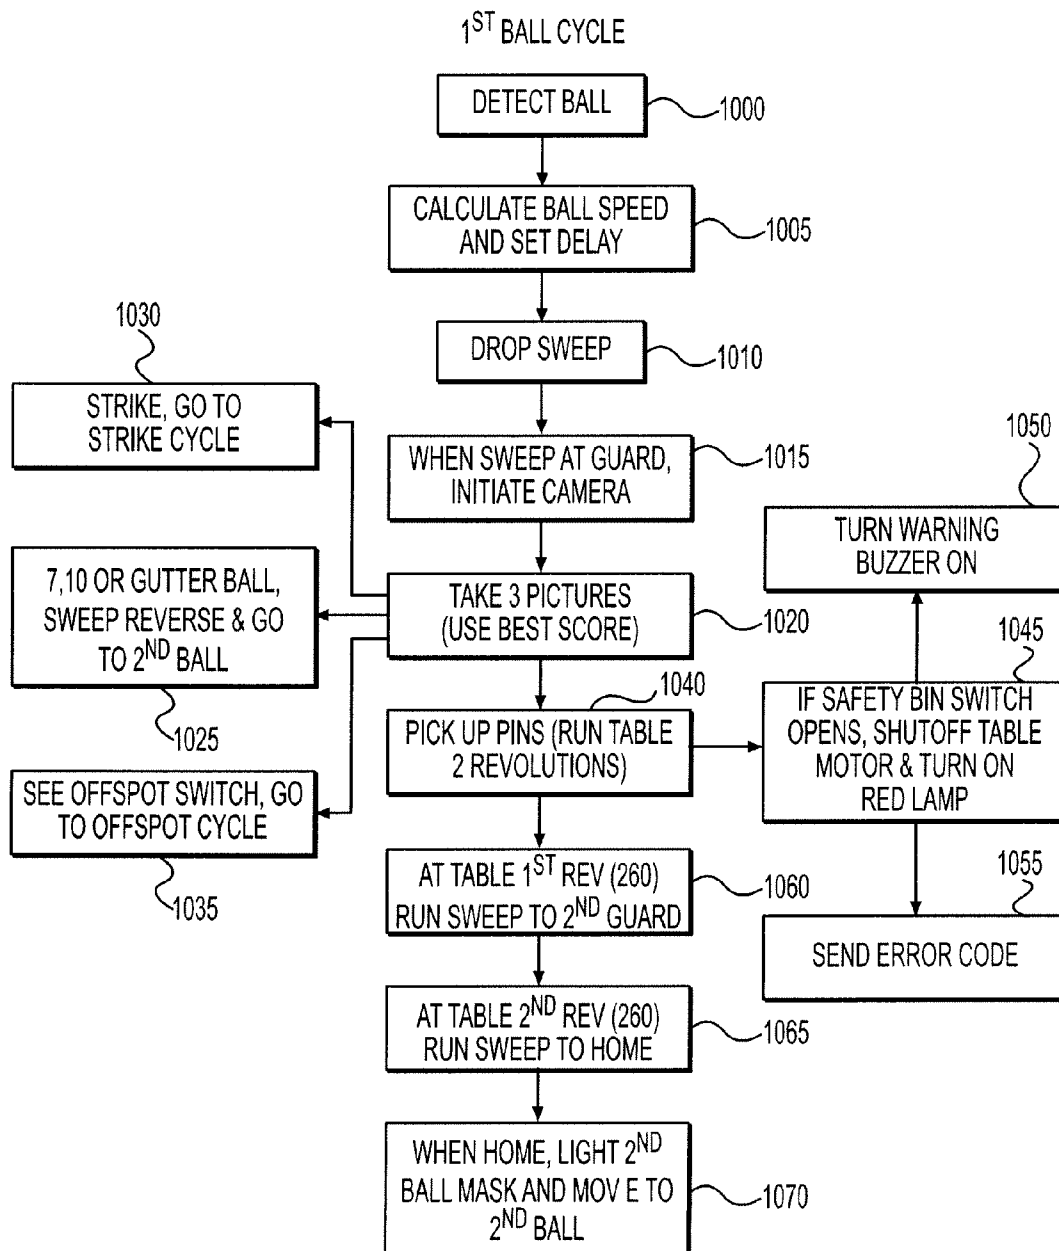 1ST BALL CYCLE
DETECT BALL
1000
CALCULATE BALL SPEED
AND SET DELAY
1005
DROP SWEEP
1010
1030
STRIKE, GO TO
STRIKE CYCLE
WHEN SWEEP AT GUARD,
INITIATE CAMERA
1015
1050
TURN WARNING
BUZZER ON
7,10 OR GUTTER BALL,
SWEEP REVERSE & GO
TO 2ND BALL
1025
TAKE 3 PICTURES
(USE BEST SCORE)
1020
1045
IF SAFETY BIN SWITCH
OPENS, SHUTOFF TABLE
MOTOR & TURN ON
RED LAMP
1040
PICK UP PINS (RUN TABLE
2 REVOLUTIONS)
SEE OFFSPOT SWITCH, GO
TO OFFSPOT CYCLE
1035
AT TABLE 1ST REV (260)
RUN SWEEP TO 2ND GUARD
1060
1055
SEND ERROR CODE
AT TABLE 2ND REV (260)
RUN SWEEP TO HOME
1065
WHEN HOME, LIGHT 2ND
BALL MASK AND MOV E TO
2ND BALL
1070